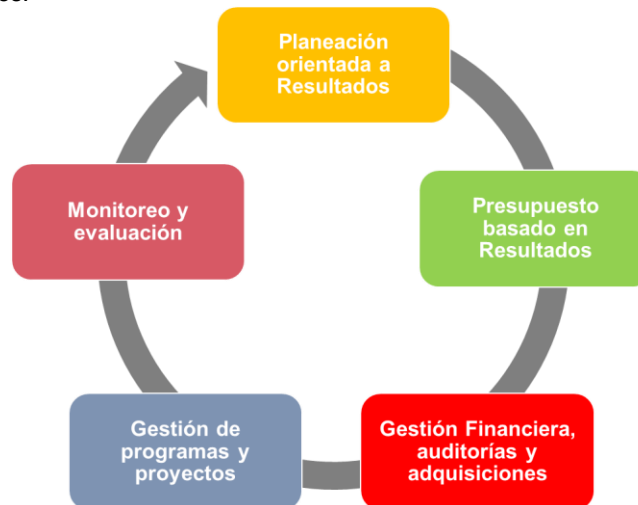 Planeación
orientada a
Resultados
Presupuesto
basado en
Resultados
Gestión Financiera,
auditorías y
adquisiciones
Gestión de
programas y
proyectos
Monitoreo y
evaluación